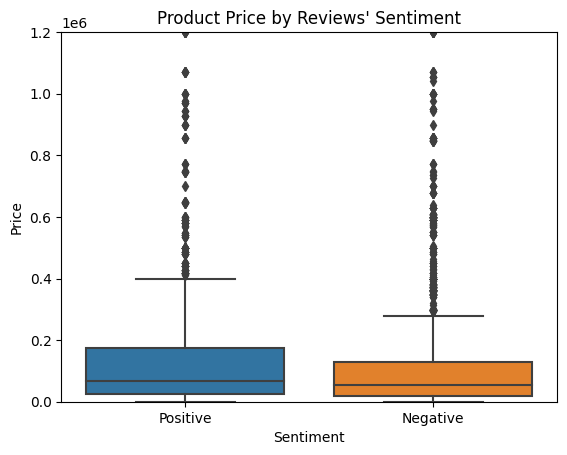 Product Price by Reviews' Sentiment
1e6
1.2
1.0
0.8
0.6
0.4
0.2
0.0
Price
Positive
Negative
Sentiment